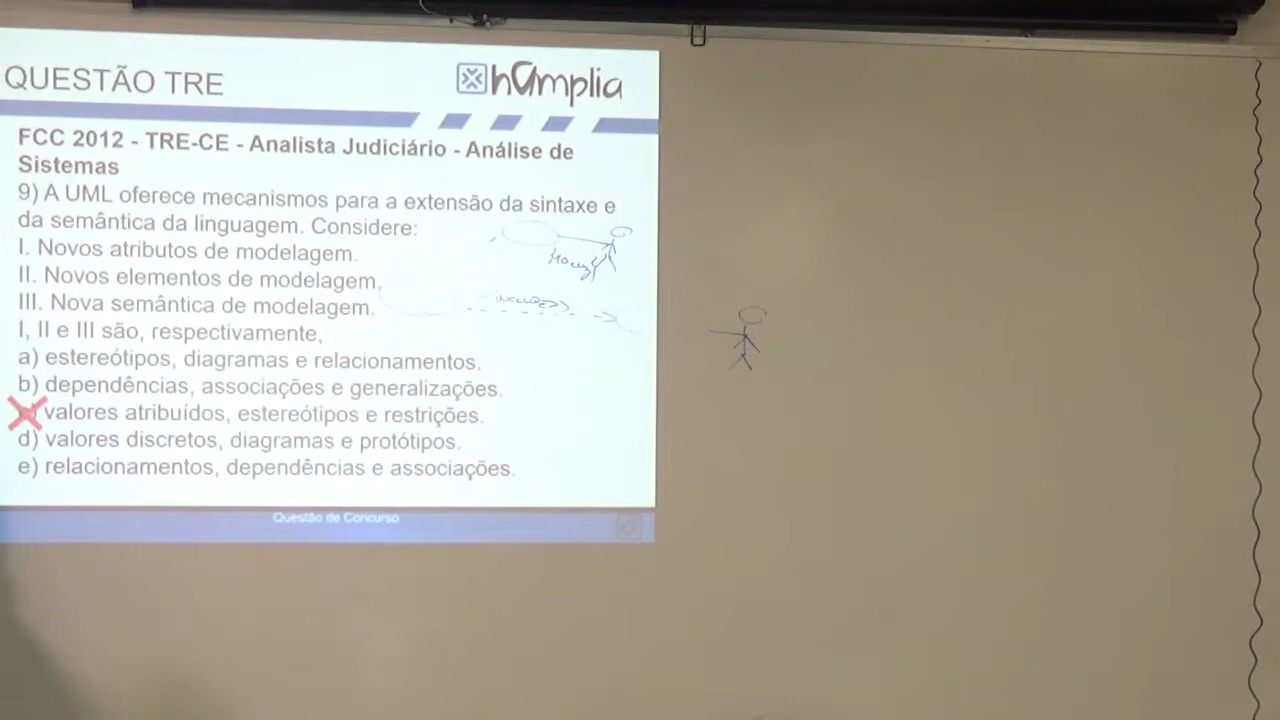 QUESTÃO TRE
hamplia
FCC 2012 - TRE-CE - Analista Judiciário - Análise de
Sistemas
9) A UML oferece mecanismos para a extensão da sintaxe e
da semântica da linguagem. Considere:
I. Novos atributos de modelagem.
II. Novos elementos de modelagem.
III. Nova semântica de modelagem.
I, II e III são, respectivamente,
a) estereótipos, diagramas e relacionamentos.
b) dependências, associações e generalizações.
valores atribuídos, estereótipos e restrições.
d) valores discretos, diagramas e protótipos.
e) relacionamentos, dependências e associações.
Questão de Concurso